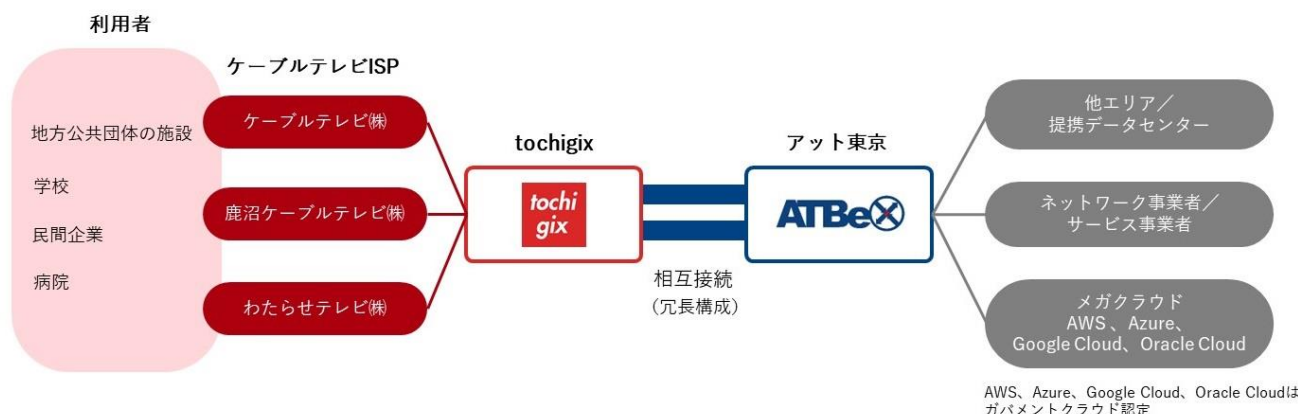 利用者
地方公共団体の施設
学校
民間企業
病院
ケーブルテレビISP
ケーブルテレビ㈱
鹿沼ケーブルテレビ㈱
わたらせテレビ㈱
tochigix
tochi
gix
相互接続
(冗長構成)
アット東京
ATBeX
他エリア／
提携データセンター
ネットワーク事業者／
サービス事業者
メガクラウド
AWS 、Azure、
Google Cloud、Oracle Cloud
AWS、Azure、Google Cloud、Oracle Cloudは
ガバメントクラウド認定